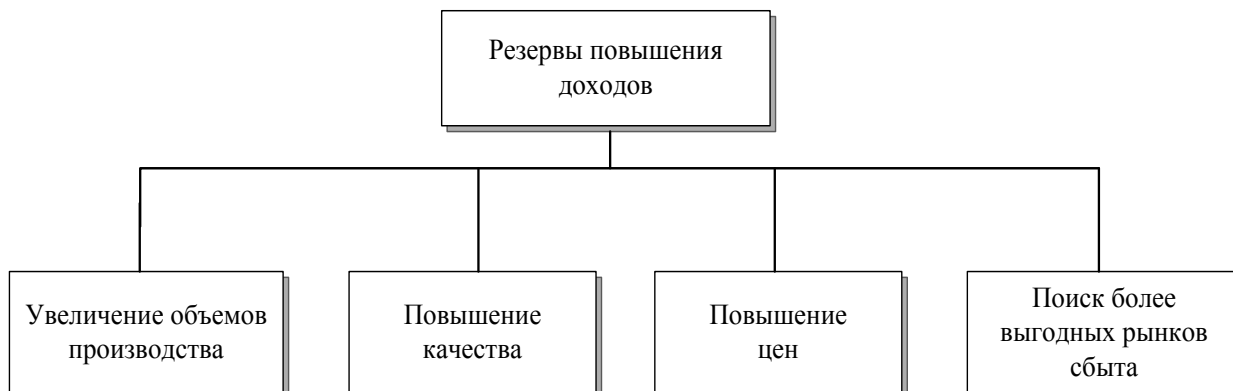 Резервы повышения
доходов
Увеличение объемов
производства
Повышение
качества
Повышение
цен
Поиск более
выгодных рынков
сбыта